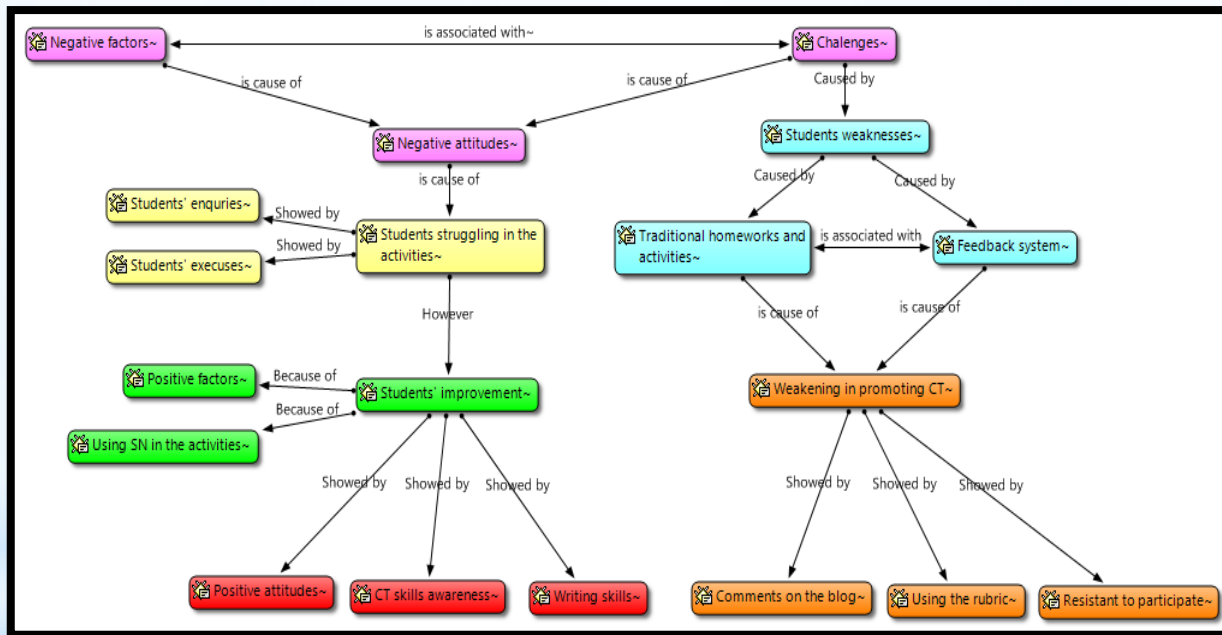 is associated with~
Negative factors~
Chalenges~
is cause of
is cause of
Caused by
Negative attitudes~
Students weaknesses~
is cause of
Caused by
Caused by
Students' enquries~
Showed by
Students struggling in the
activities~
Showed by
Students' execuses~
Traditional homeworks and
activities~
is associated with
Feedback system~
However
is cause of
is cause of
Positive factors~
Because of
Students' improvement~
Weakening in promoting CT~
Because of
Using SN in the activities~
Showed by
Showed by
Showed by
Showed by
Showed by
Showed by
Positive attitudes~
CT skills awareness~
Writing skills~
Comments on the blog~
Using the rubric~
Resistant to participate~